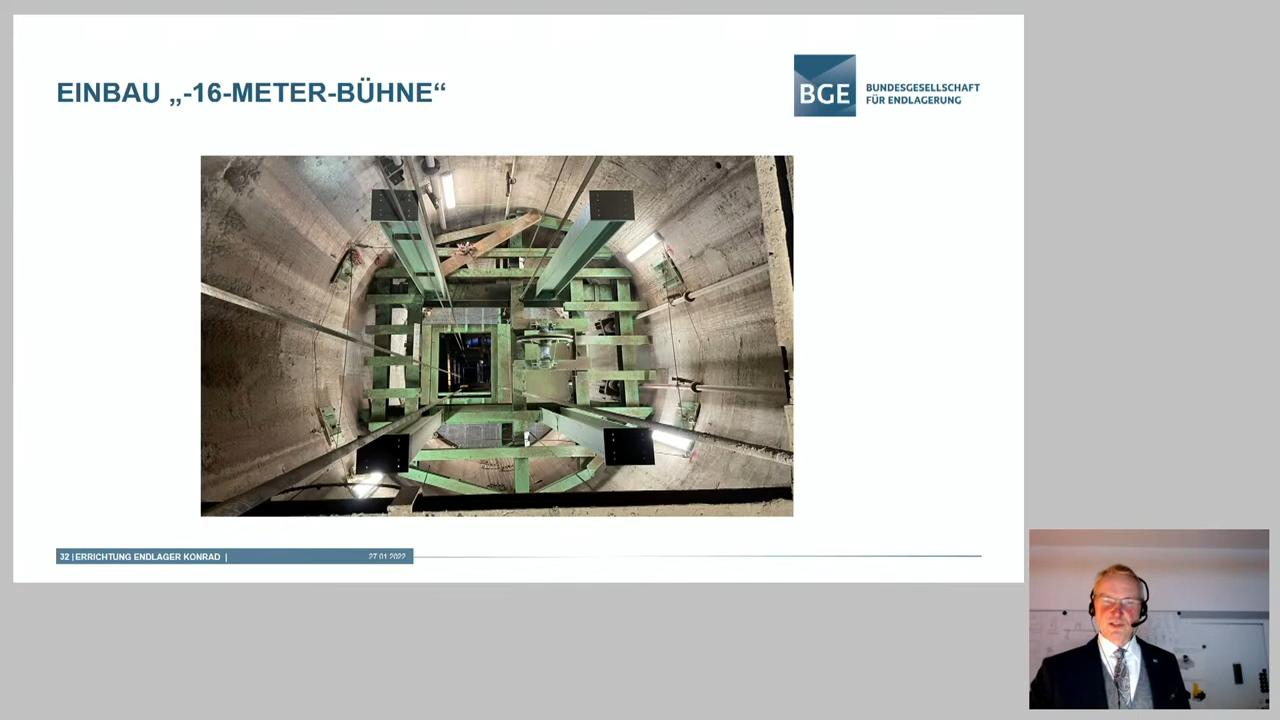 EINBAU „-16-METER-BÜHNE“
BGE
BUNDESGESELLSCHAFT
FÜR ENDLAGERUNG
32 | ERRICHTUNG ENDLAGER KONRAD |
27.01.2022